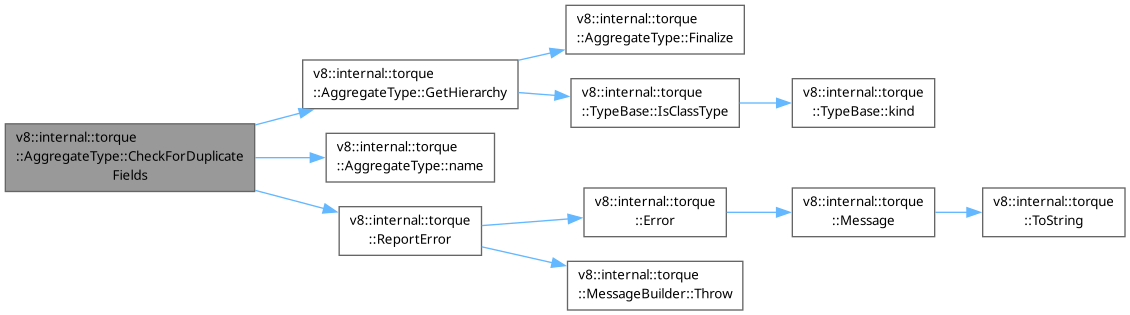 v8::internal::torque
::AggregateType::CheckForDuplicate
Fields
v8::internal::torque
::AggregateType::GetHierarchy
v8::internal::torque
::AggregateType::Finalize
v8::internal::torque
::TypeBase::IsClassType
v8::internal::torque
::TypeBase::kind
v8::internal::torque
::AggregateType::name
v8::internal::torque
::ReportError
v8::internal::torque
::Error
v8::internal::torque
::Message
v8::internal::torque
::ToString
v8::internal::torque
::MessageBuilder::Throw